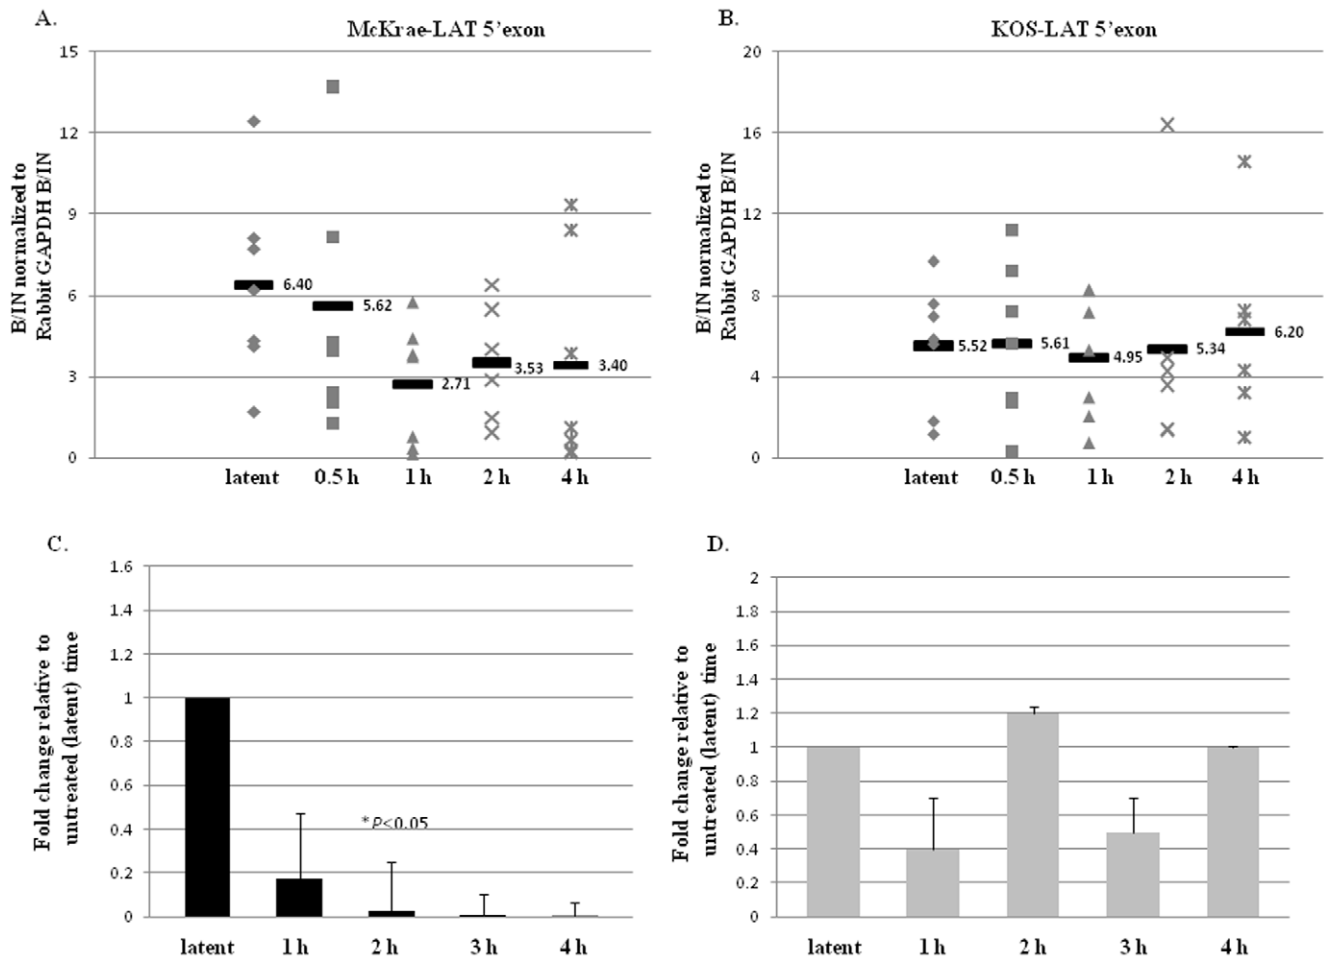 A.
McKrae-LAT 5’exon
B/IN normalized to
Rabbit GAPDH B/IN
15
12
9
6
3
0
6.40
5.62
2.71
3.53
3.40
latent 0.5 h 1 h 2 h 4 h
B.
KOS-LAT 5’exon
B/IN normalized to
Rabbit GAPDH B/IN
20
16
12
8
4
0
5.52
5.61
4.95
5.34
6.20
latent 0.5 h 1 h 2 h 4 h
C.
Fold change relative to
untreated (latent) time
1.6
1.4
1.2
1
0.8
0.6
0.4
0.2
0
*P<0.05
latent 1 h 2 h 3 h 4 h
D.
Fold change relative to
untreated (latent) time
2
1.8
1.6
1.4
1.2
1
0.8
0.6
0.4
0.2
0
latent 1 h 2 h 3 h 4 h